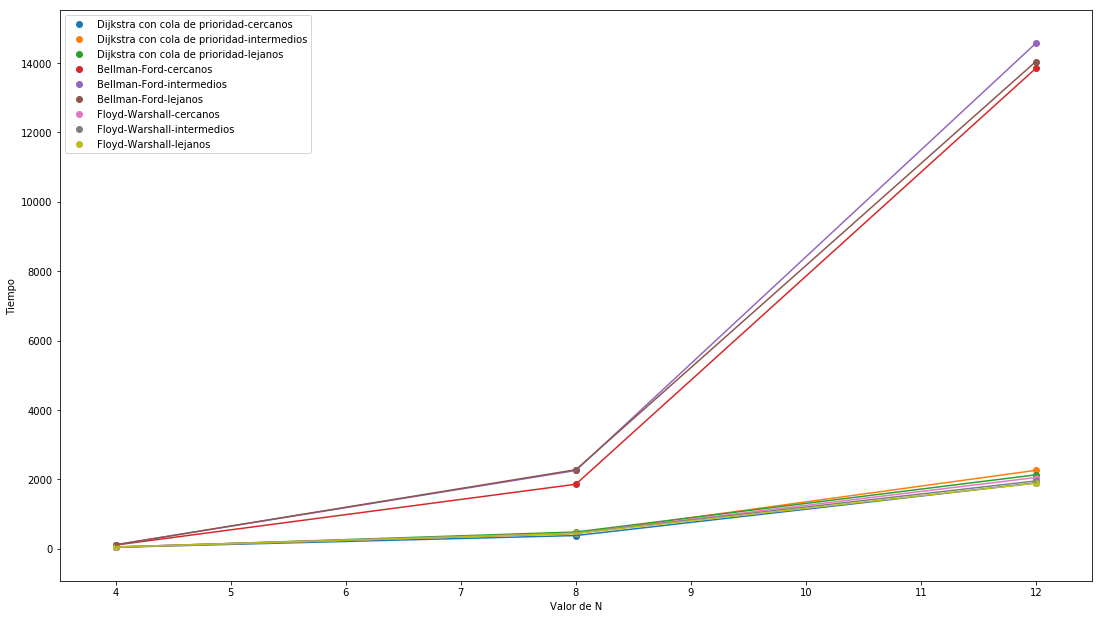 Dijkstra con cola de prioridad-cercanos
Dijkstra con cola de prioridad-intermedios
Dijkstra con cola de prioridad-lejanos
Bellman-Ford-cercanos
Bellman-Ford-intermedios
Bellman-Ford-lejanos
Floyd-Warshall-cercanos
Floyd-Warshall-intermedios
Floyd-Warshall-lejanos
14000
12000
10000
8000
6000
4000
2000
0
Tiempo
4 5 6 7 8 9 10 11 12
Valor de N